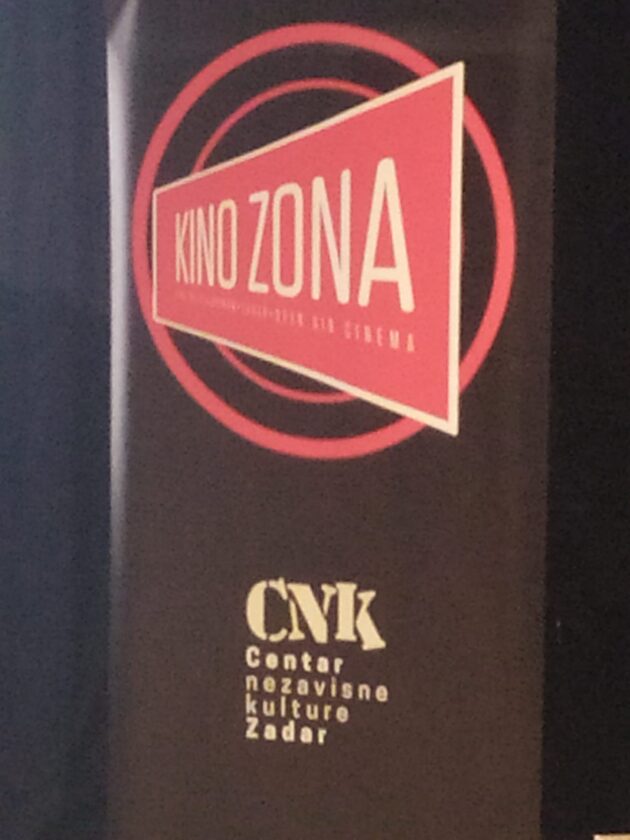 KINO ZONA
OPEN AIR CINEMA
CNK
Centar
nezavisne
kulture
Zadar